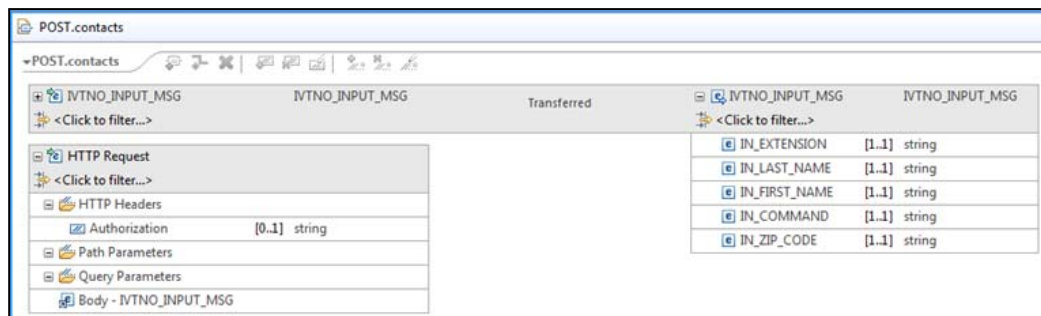 POST.contacts
POST.contacts
IVTNO_INPUT_MSG IVTNO_INPUT_MSG Transferred IVTNO_INPUT_MSG IVTNO_INPUT_MSG
<Click to filter...> <Click to filter...>
HTTP Request
<Click to filter...>
HTTP Headers
Authorization [0..1] string
Path Parameters
Query Parameters
Body - IVTNO_INPUT_MSG
IN_EXTENSION [1..1] string
IN_LAST_NAME [1..1] string
IN_FIRST_NAME [1..1] string
IN_COMMAND [1..1] string
IN_ZIP_CODE [1..1] string